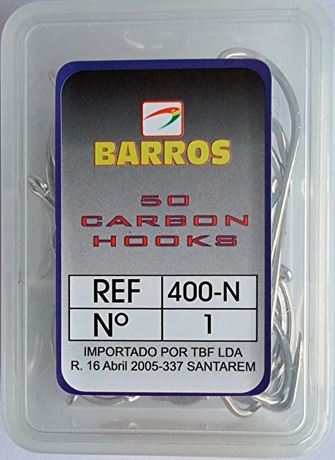 BARROS
50
CARBON
HOOKS
REF 400-N
Nº 1
IMPORTADO POR TBF LDA
R. 16 Abril 2005-337 SANTAREM